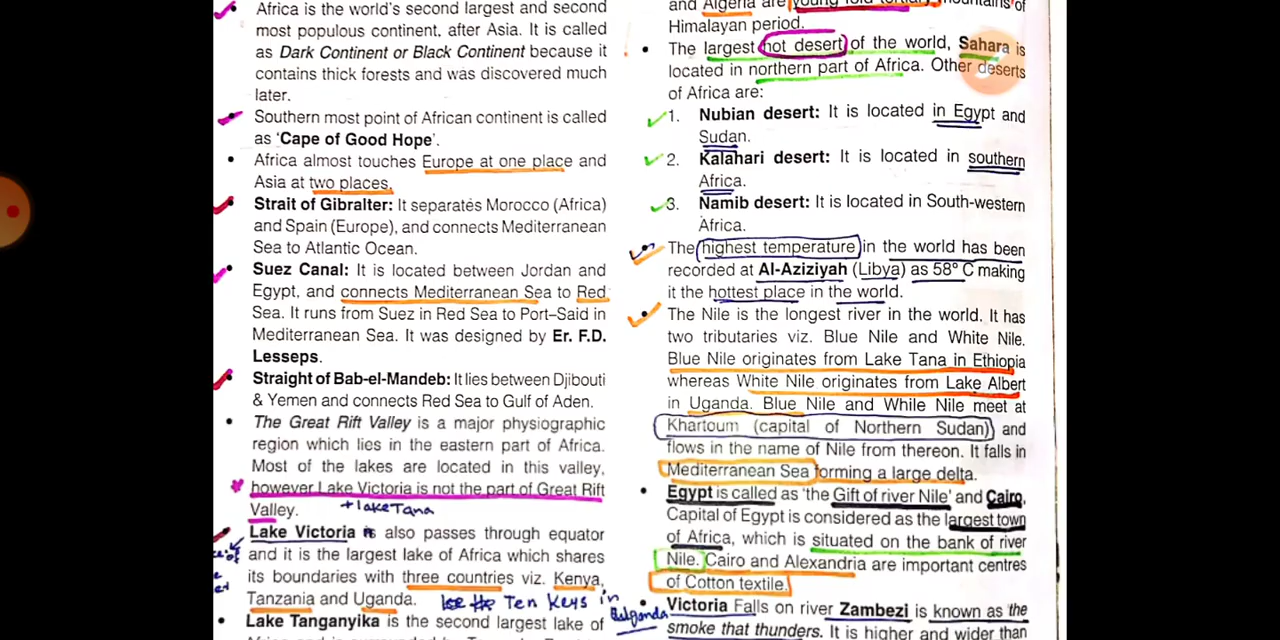 Africa is the world's second largest and second
most populous continent, after Asia. It is called
as Dark Continent or Black Continent because it
contains thick forests and was discovered much
later.
• Southern most point of African continent is called
as 'Cape of Good Hope'.
• Africa almost touches Europe at one place and
Asia at two places.
• Strait of Gibralter: It separates Morocco (Africa)
and Spain (Europe), and connects Mediterranean
Sea to Atlantic Ocean.
• Suez Canal: It is located between Jordan and
Egypt, and connects Mediterranean Sea to Red
Sea. It runs from Suez in Red Sea to Port–Said in
Mediterranean Sea. It was designed by Er. F.D.
Lesseps.
• Straight of Bab-el-Mandeb: It lies between Djibouti
& Yemen and connects Red Sea to Gulf of Aden.
• The Great Rift Valley is a major physiographic
region which lies in the eastern part of Africa.
Most of the lakes are located in this valley,
however Lake Victoria is not the part of Great Rift
Valley. + lake Tana
Lake Victoria is also passes through equator
and it is the largest lake of Africa which shares
its boundaries with three countries viz. Kenya,
Tanzania and Uganda. Ten Keys in
• Lake Tanganyika is the second largest lake of
and Algeria are young fold tertiary mountains of
Himalayan period.
• The largest hot desert of the world, Sahara is
located in northern part of Africa. Other deserts
of Africa are:
1. Nubian desert: It is located in Egypt and
Sudan.
2. Kalahari desert: It is located in southern
Africa.
3. Namib desert: It is located in South-western
Africa.
• The highest temperature in the world has been
recorded at Al-Aziziyah (Libya) as 58° C making
it the hottest place in the world.
• The Nile is the longest river in the world. It has
two tributaries viz. Blue Nile and White Nile.
Blue Nile originates from Lake Tana in Ethiopia
whereas White Nile originates from Lake Albert
in Uganda. Blue Nile and While Nile meet at
Khartoum (capital of Northern Sudan) and
flows in the name of Nile from thereon. It falls in
Mediterranean Sea forming a large delta.
• Egypt is called as 'the Gift of river Nile' and Cairo,
Capital of Egypt is considered as the largest town
of Africa, which is situated on the bank of river
Nile. Cairo and Alexandria are important centres
of Cotton textile.
• Victoria Falls on river Zambezi is known as the
smoke that thunders. It is higher and wider than